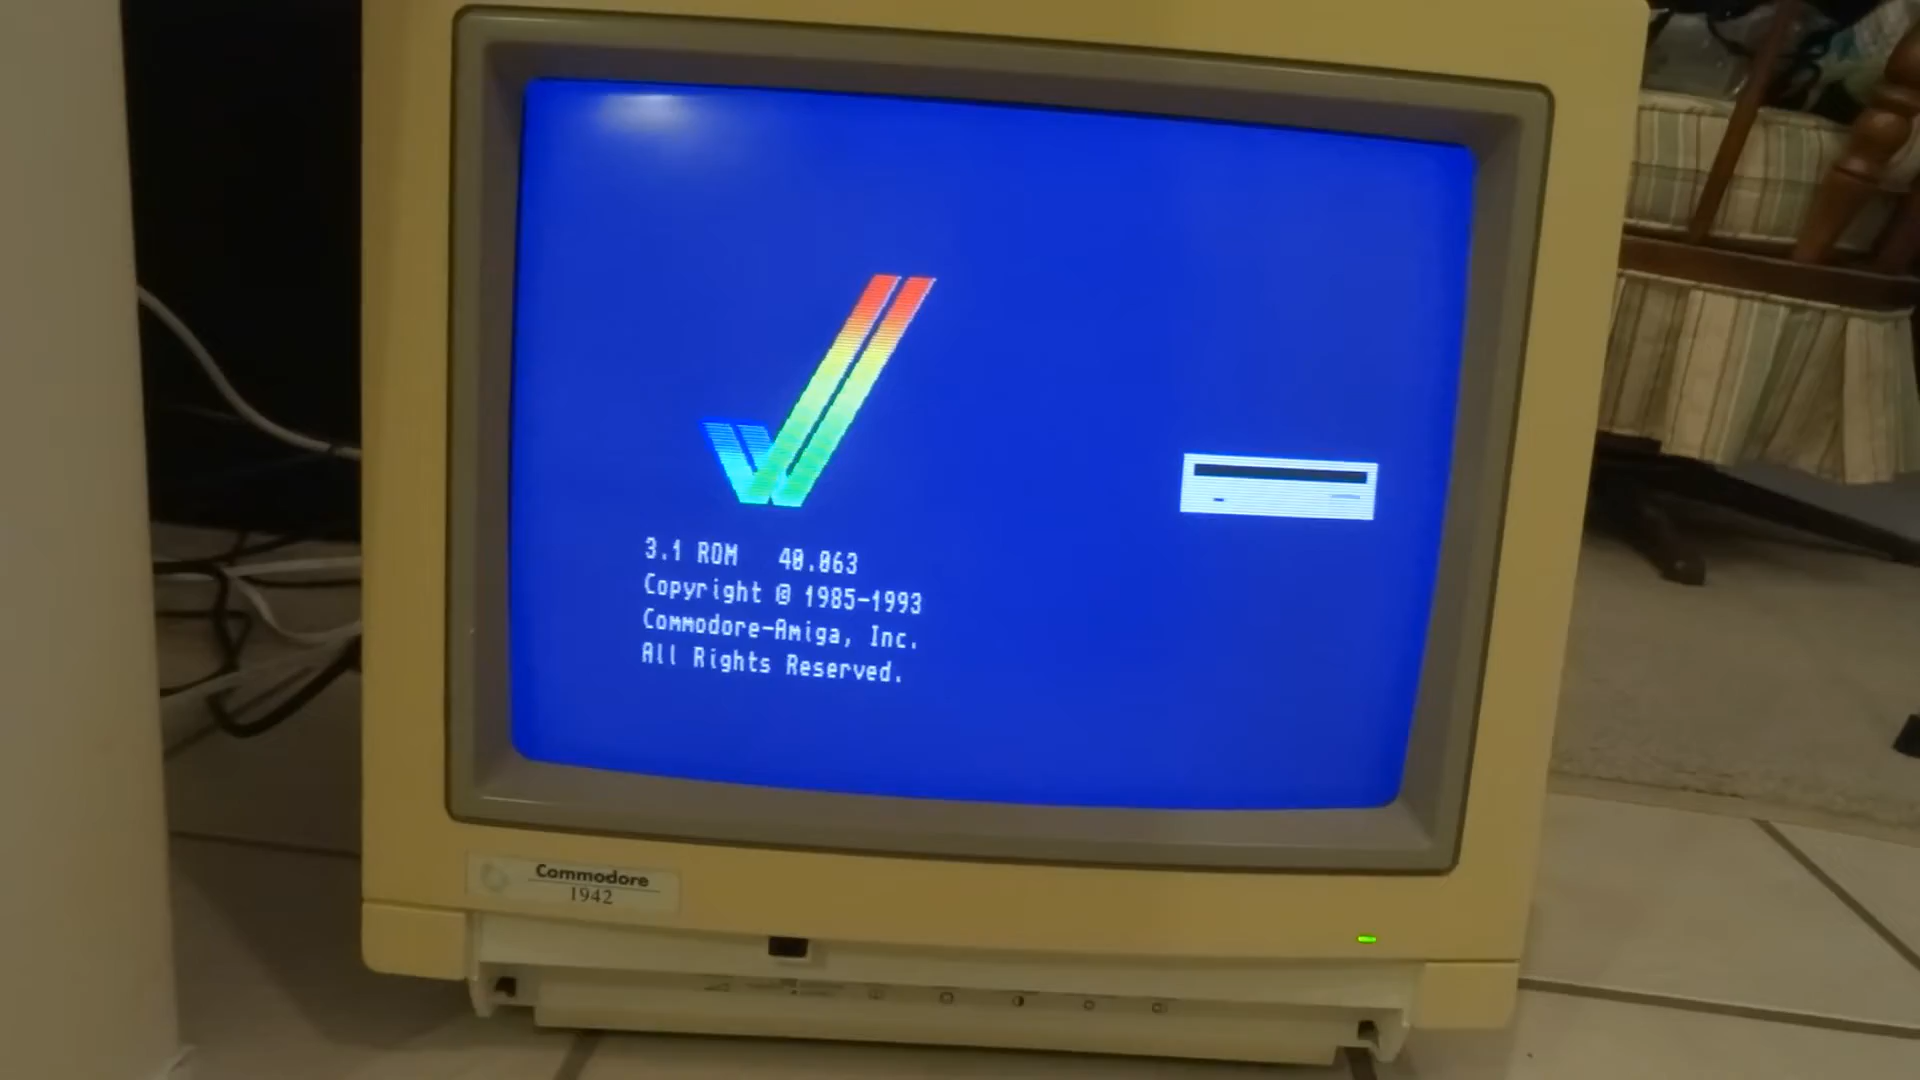 3.1 ROM 40.063
Copyright © 1985-1993
Commodore-Amiga, Inc.
All Rights Reserved.
Commodore
1942